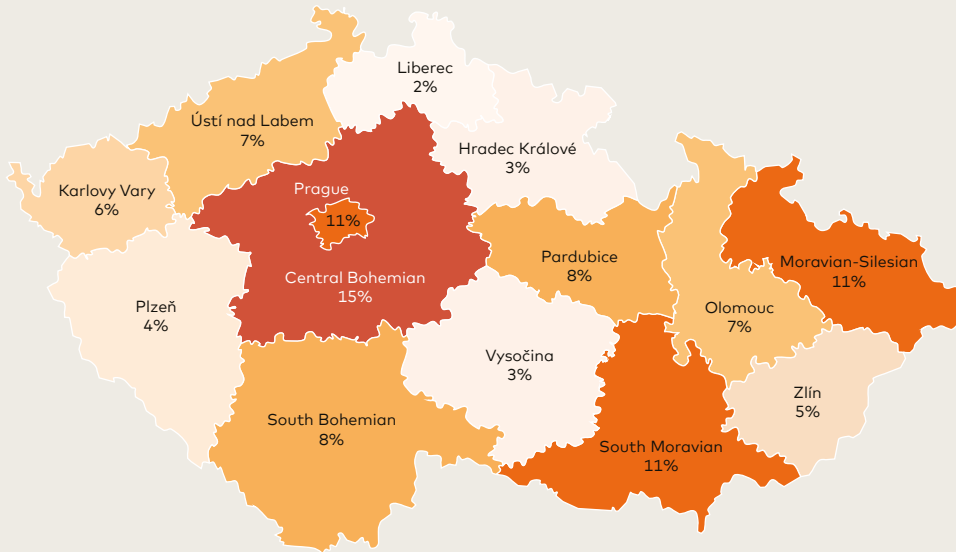 Liberec
2%
Ústí nad Labem
7%
Hradec Králové
3%
Karlovy Vary
6%
Prague
11%
Pardubice
8%
Moravian-Silesian
11%
Central Bohemian
15%
Plzeň
4%
Olomouc
7%
Vysočina
3%
Zlín
5%
South Bohemian
8%
South Moravian
11%